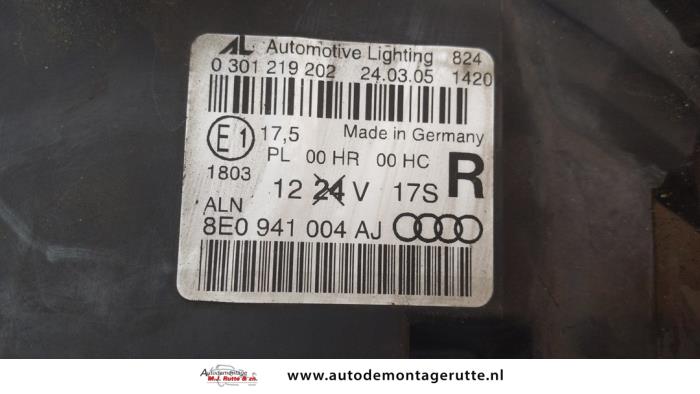 AL Automotive Lighting 824
0 301 219 202 24.03.05 1420
E1 17,5 Made in Germany
PL 00 HR 00 HC R
1803
12 24 V 17S
ALN
8E0 941 004 AJ
Autodemontage
M.J. Rutte & zn.
www.autodemontagerutte.nl